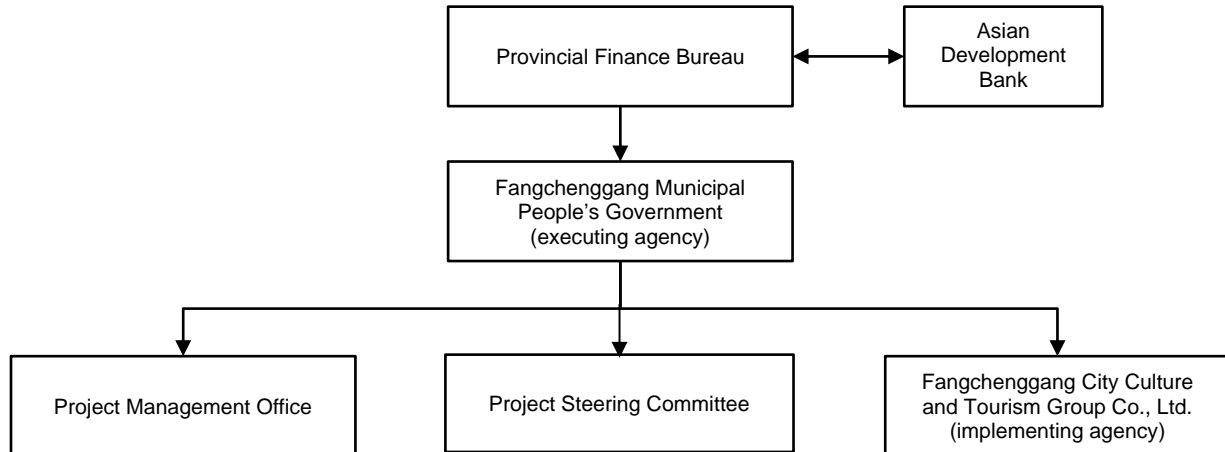 Provincial Finance Bureau
Asian
Development
Bank
Fangchenggang Municipal
People’s Government
(executing agency)
Project Management Office
Project Steering Committee
Fangchenggang City Culture
and Tourism Group Co., Ltd.
(implementing agency)